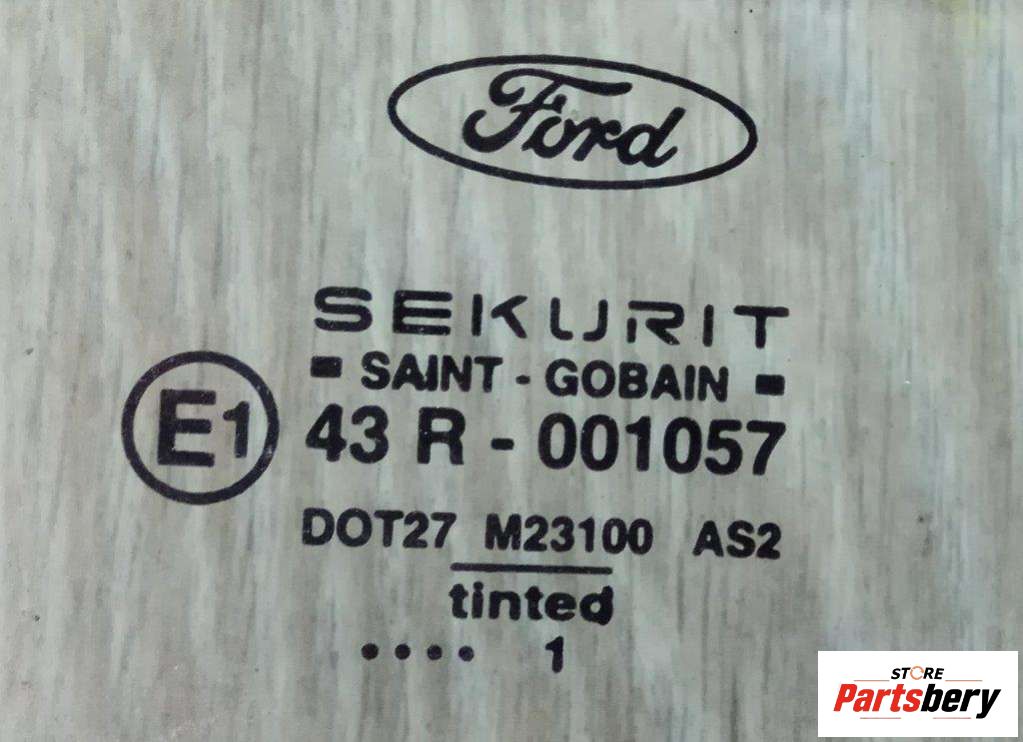 Ford
SEKURIT
SAINT - GOBAIN
E1 43 R - 001057
DOT27 M23100 AS2
tinted
.... 1
STORE
Partsbery